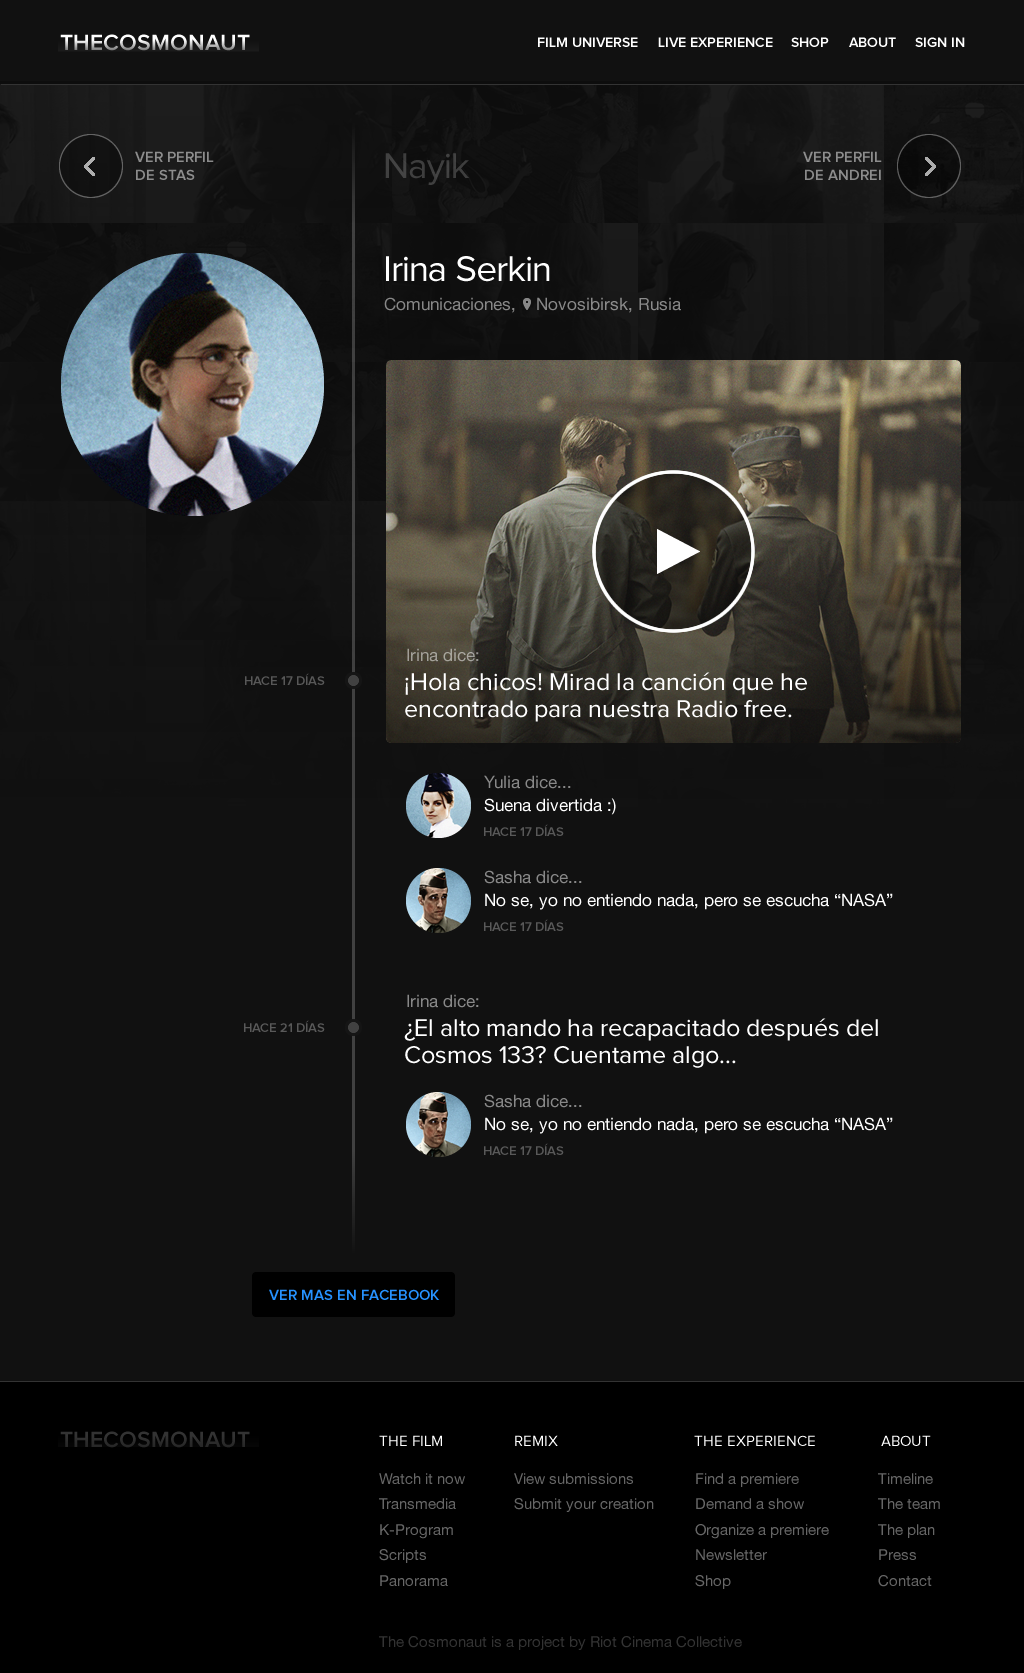 THECOSMONAUT
FILM UNIVERSE LIVE EXPERIENCE SHOP ABOUT SIGN IN
VER PERFIL
DE STAS
Nayik
VER PERFIL
DE ANDREI
Irina Serkin
Comunicaciones, Novosibirsk, Rusia
Irina dice:
HACE 17 DÍAS
¡Hola chicos! Mirad la canción que he
encontrado para nuestra Radio free.
Yulia dice...
Suena divertida :)
HACE 17 DÍAS
Sasha dice...
No se, yo no entiendo nada, pero se escucha “NASA”
HACE 17 DÍAS
Irina dice:
HACE 21 DÍAS
¿El alto mando ha recapacitado después del
Cosmos 133? Cuentame algo...
Sasha dice...
No se, yo no entiendo nada, pero se escucha “NASA”
HACE 17 DÍAS
VER MAS EN FACEBOOK
THECOSMONAUT
THE FILM
Watch it now
Transmedia
K-Program
Scripts
Panorama
REMIX
View submissions
Submit your creation
THE EXPERIENCE
Find a premiere
Demand a show
Organize a premiere
Newsletter
Shop
ABOUT
Timeline
The team
The plan
Press
Contact
The Cosmonaut is a project by Riot Cinema Collective